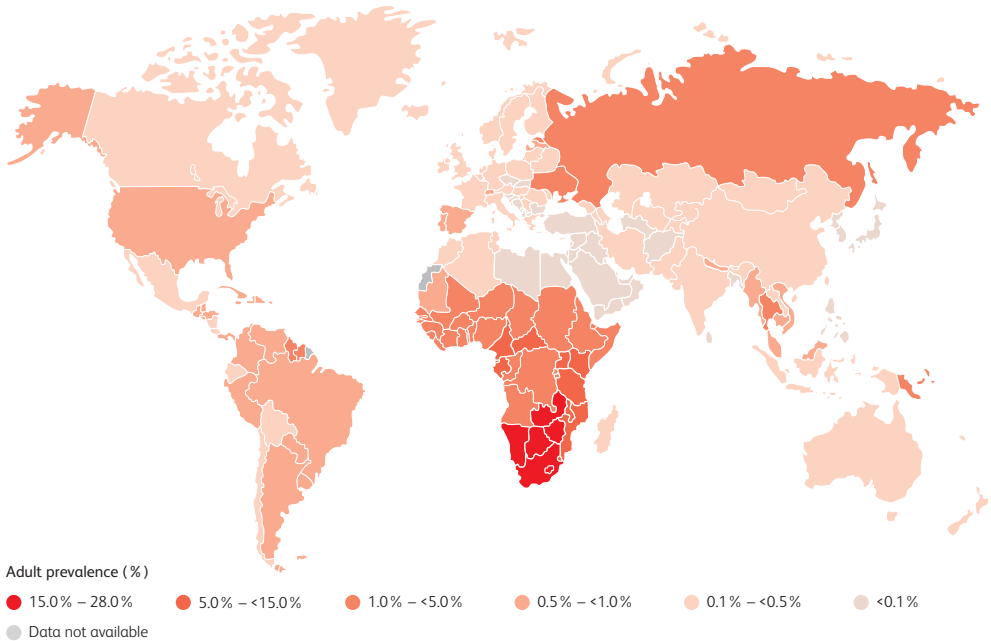 Adult prevalence (%)
15.0% – 28.0%
5.0% – <15.0%
1.0% – <5.0%
0.5% – <1.0%
0.1% – <0.5%
<0.1%
Data not available